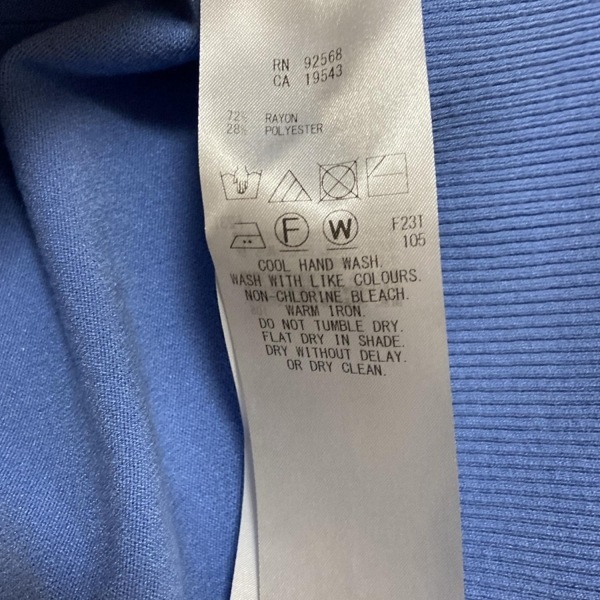 RN 92568
CA 19543
72% RAYON
28% POLYESTER
F W F23T
105
COOL HAND WASH.
WASH WITH LIKE COLOURS.
NON-CHLORINE BLEACH.
WARM IRON.
DO NOT TUMBLE DRY.
FLAT DRY IN SHADE.
DRY WITHOUT DELAY.
OR DRY CLEAN.